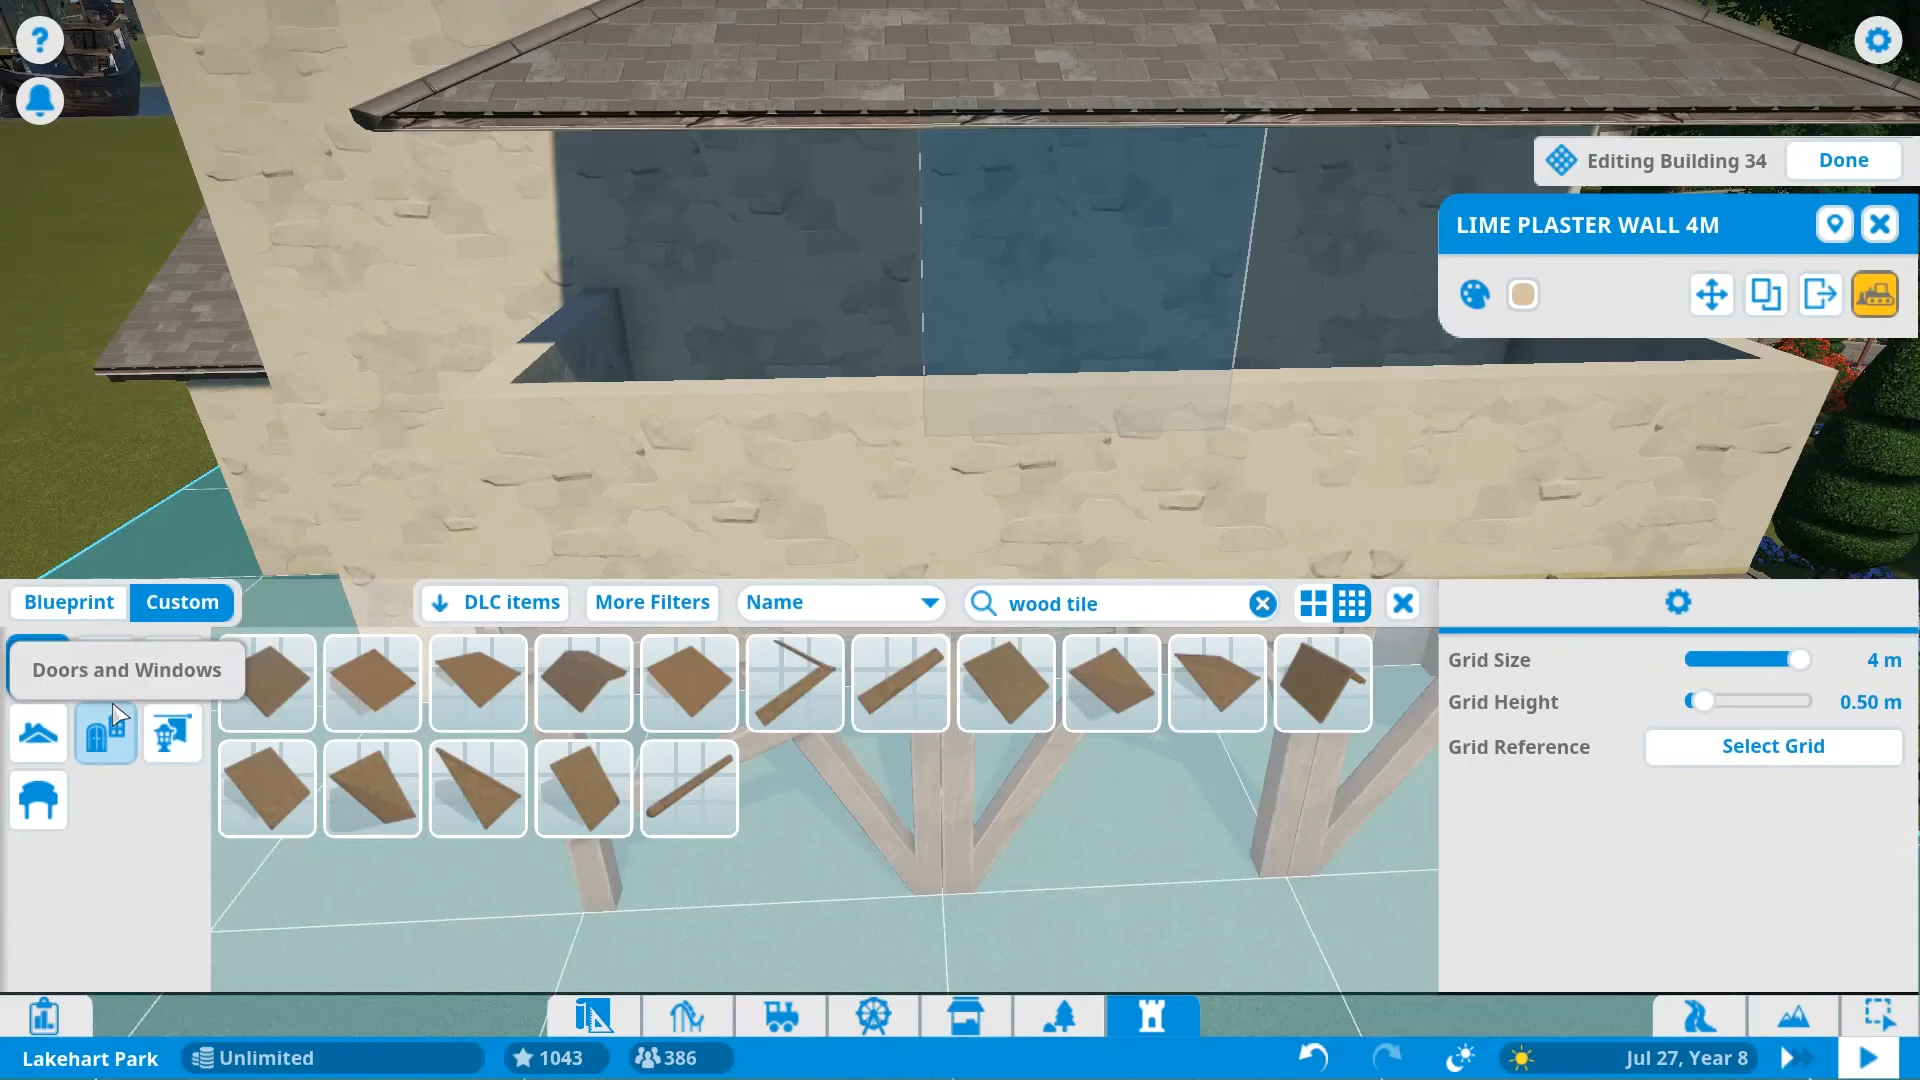 ?
Editing Building 34 Done
LIME PLASTER WALL 4M
Blueprint Custom DLC items More Filters Name wood tile
Doors and Windows
Grid Size 4 m
Grid Height 0.50 m
Grid Reference Select Grid
Lakehart Park Unlimited 1043 386 Jul 27, Year 8